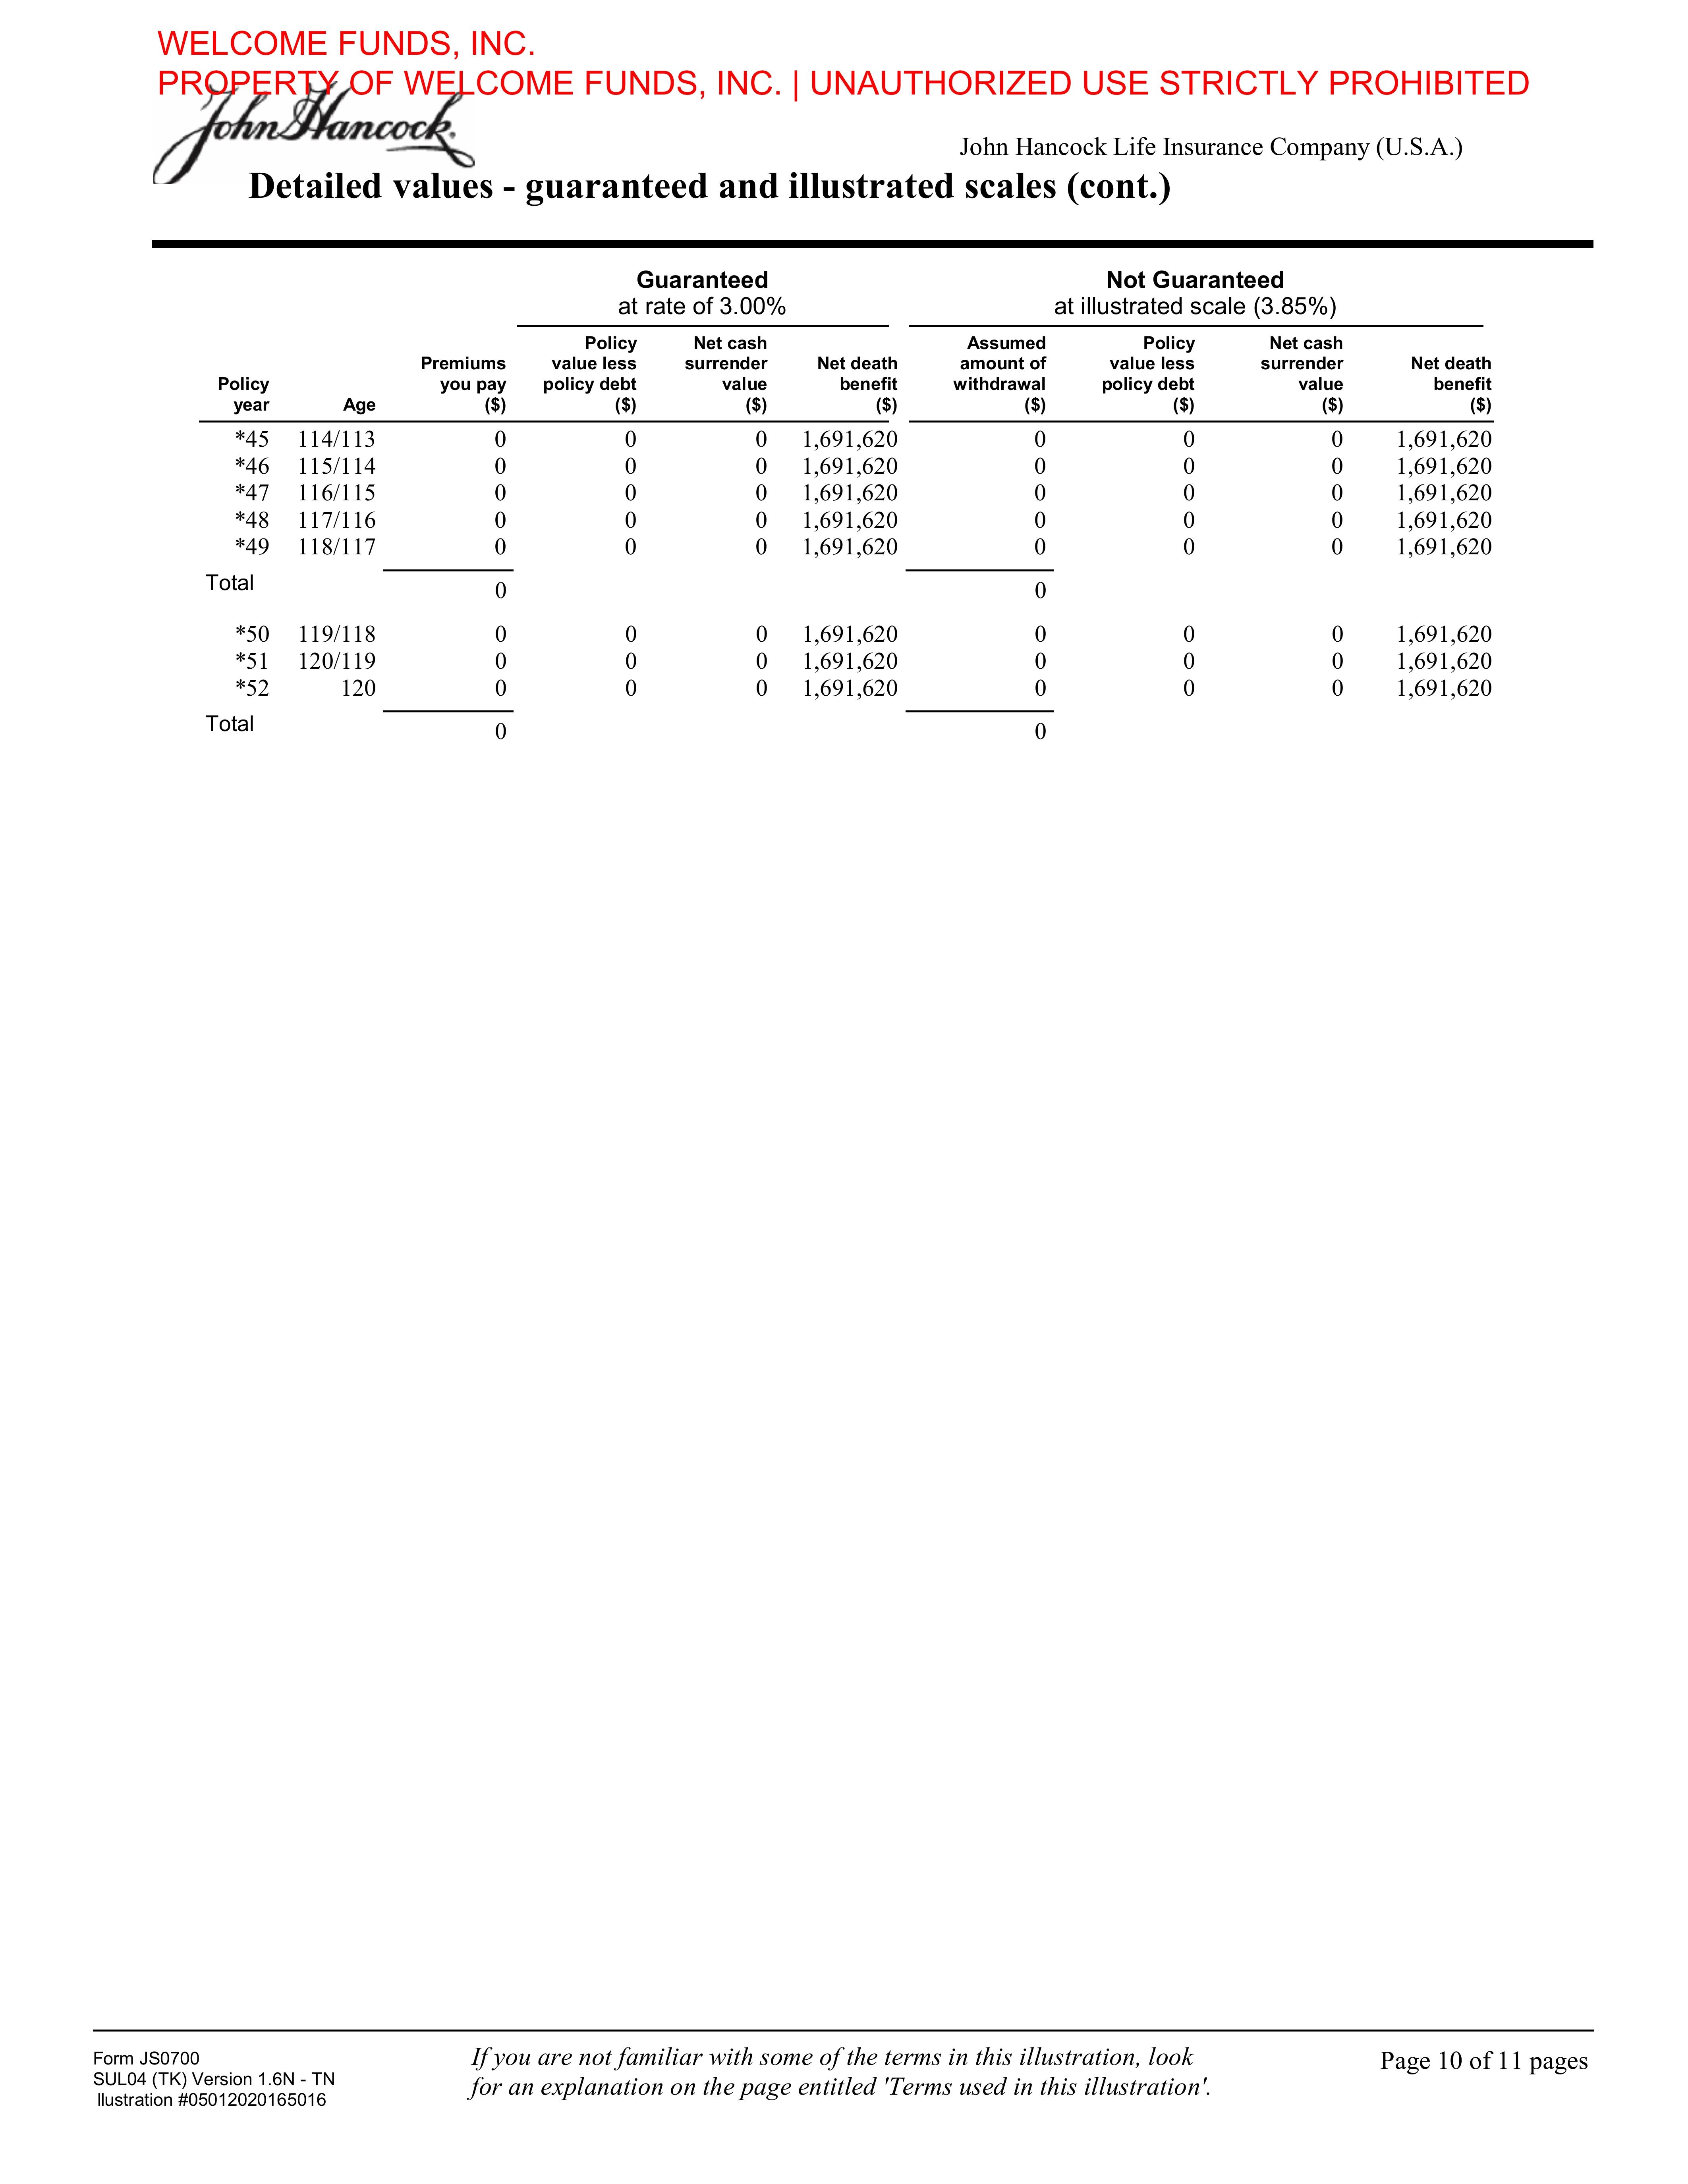 WELCOME FUNDS, INC.
PROPERTY OF WELCOME FUNDS, INC. | UNAUTHORIZED USE STRICTLY PROHIBITED
John Hancock.
John Hancock Life Insurance Company (U.S.A.)
Detailed values - guaranteed and illustrated scales (cont.)
Guaranteed Not Guaranteed
at rate of 3.00% at illustrated scale (3.85%)
Policy Net cash Assumed Policy Net cash
Premiums value less surrender Net death amount of value less surrender Net death
Policy you pay policy debt value benefit withdrawal policy debt value benefit
year Age ($) ($) ($) ($) ($) ($) ($) ($)
*45 114/113 0 0 0 1,691,620 0 0 0 1,691,620
*46 115/114 0 0 0 1,691,620 0 0 0 1,691,620
*47 116/115 0 0 0 1,691,620 0 0 0 1,691,620
*48 117/116 0 0 0 1,691,620 0 0 0 1,691,620
*49 118/117 0 0 0 1,691,620 0 0 0 1,691,620
Total 0 0
*50 119/118 0 0 0 1,691,620 0 0 0 1,691,620
*51 120/119 0 0 0 1,691,620 0 0 0 1,691,620
*52 120 0 0 0 1,691,620 0 0 0 1,691,620
Total 0 0
Form JS0700
SUL04 (TK) Version 1.6N - TN
llustration #05012020165016
If you are not familiar with some of the terms in this illustration, look
for an explanation on the page entitled 'Terms used in this illustration'.
Page 10 of 11 pages